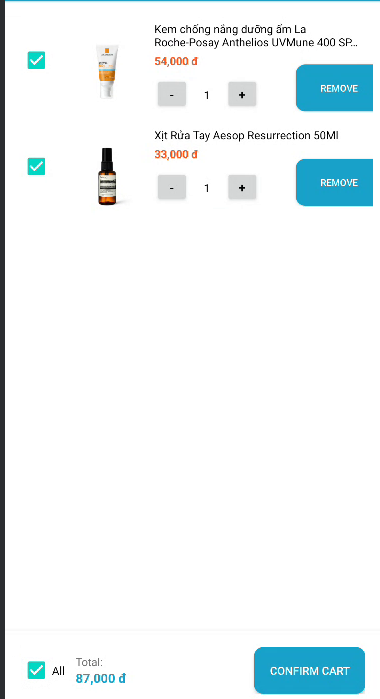 Kem chống nắng dưỡng ẩm La
Roche-Posay Anthelios UVMune 400 SP...
54,000 đ
- 1 +
REMOVE
Xịt Rửa Tay Aesop Resurrection 50Ml
33,000 đ
- 1 +
REMOVE
All
Total:
87,000 đ
CONFIRM CART